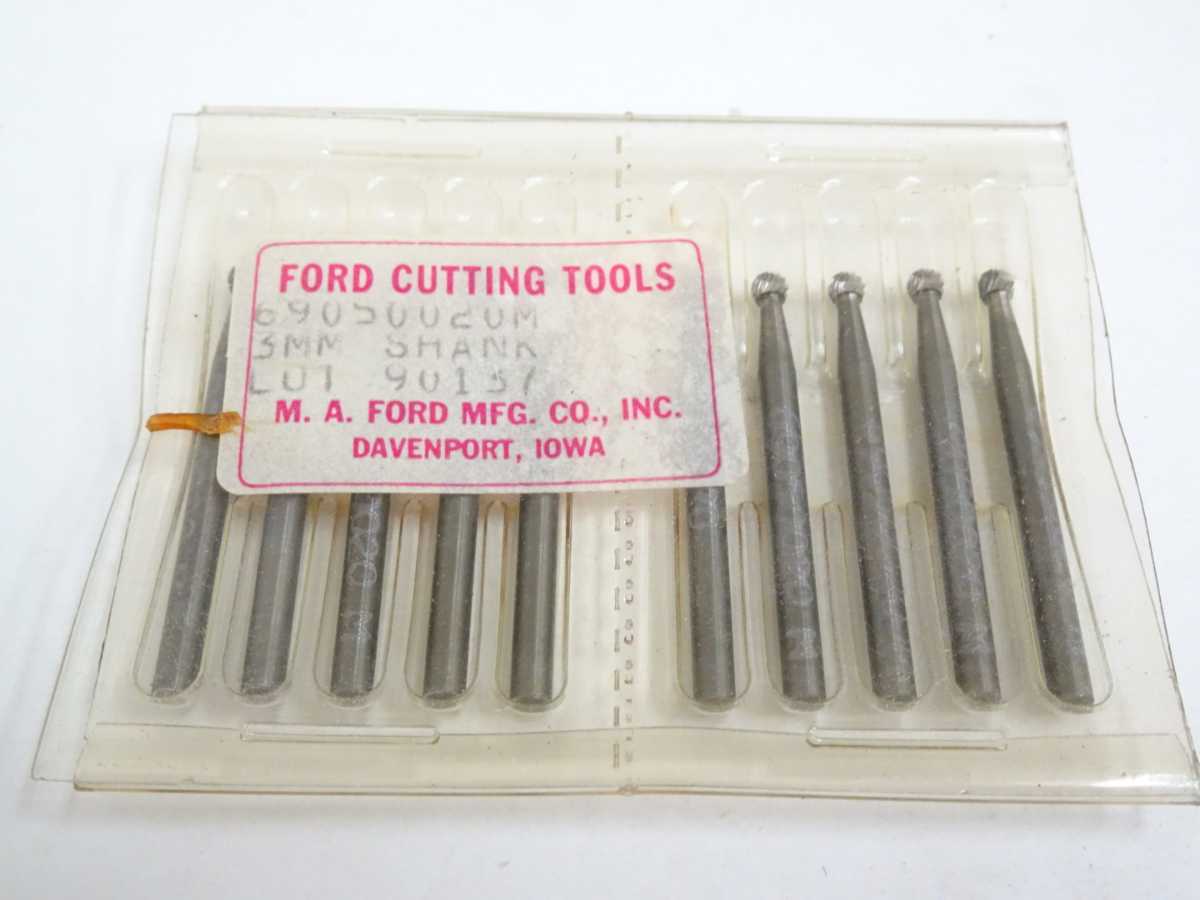 FORD CUTTING TOOLS
69050020M
3MM SHANK
LOT 90137
M. A. FORD MFG. CO., INC.
DAVENPORT, IOWA